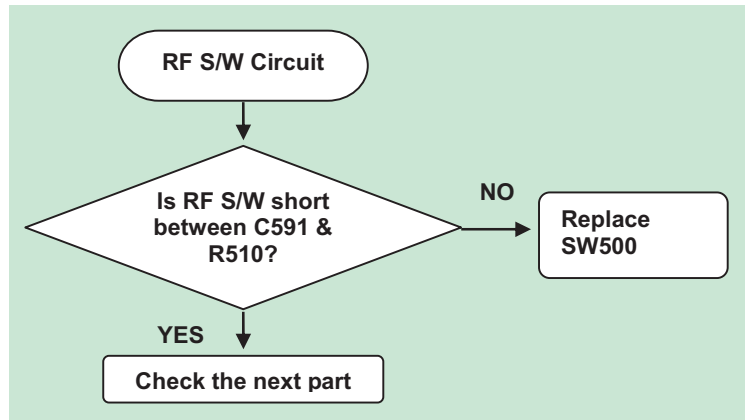 RF S/W Circuit
Is RF S/W short
between C591 &
R510?
NO
Replace
SW500
YES
Check the next part